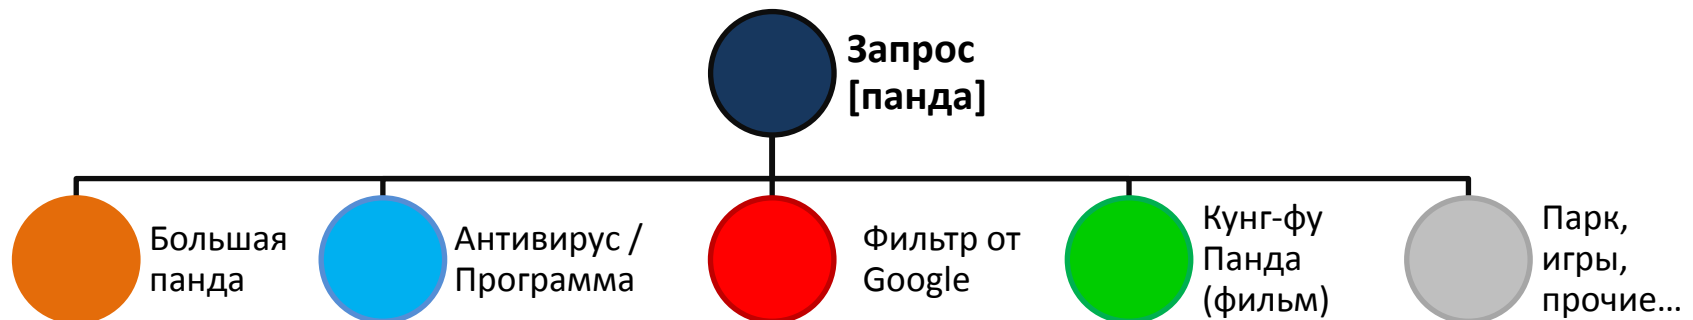 Запрос
[панда]
Большая
панда
Антивирус /
Программа
Фильтр от
Google
Кунг-фу
Панда
(фильм)
Парк,
игры,
прочие...